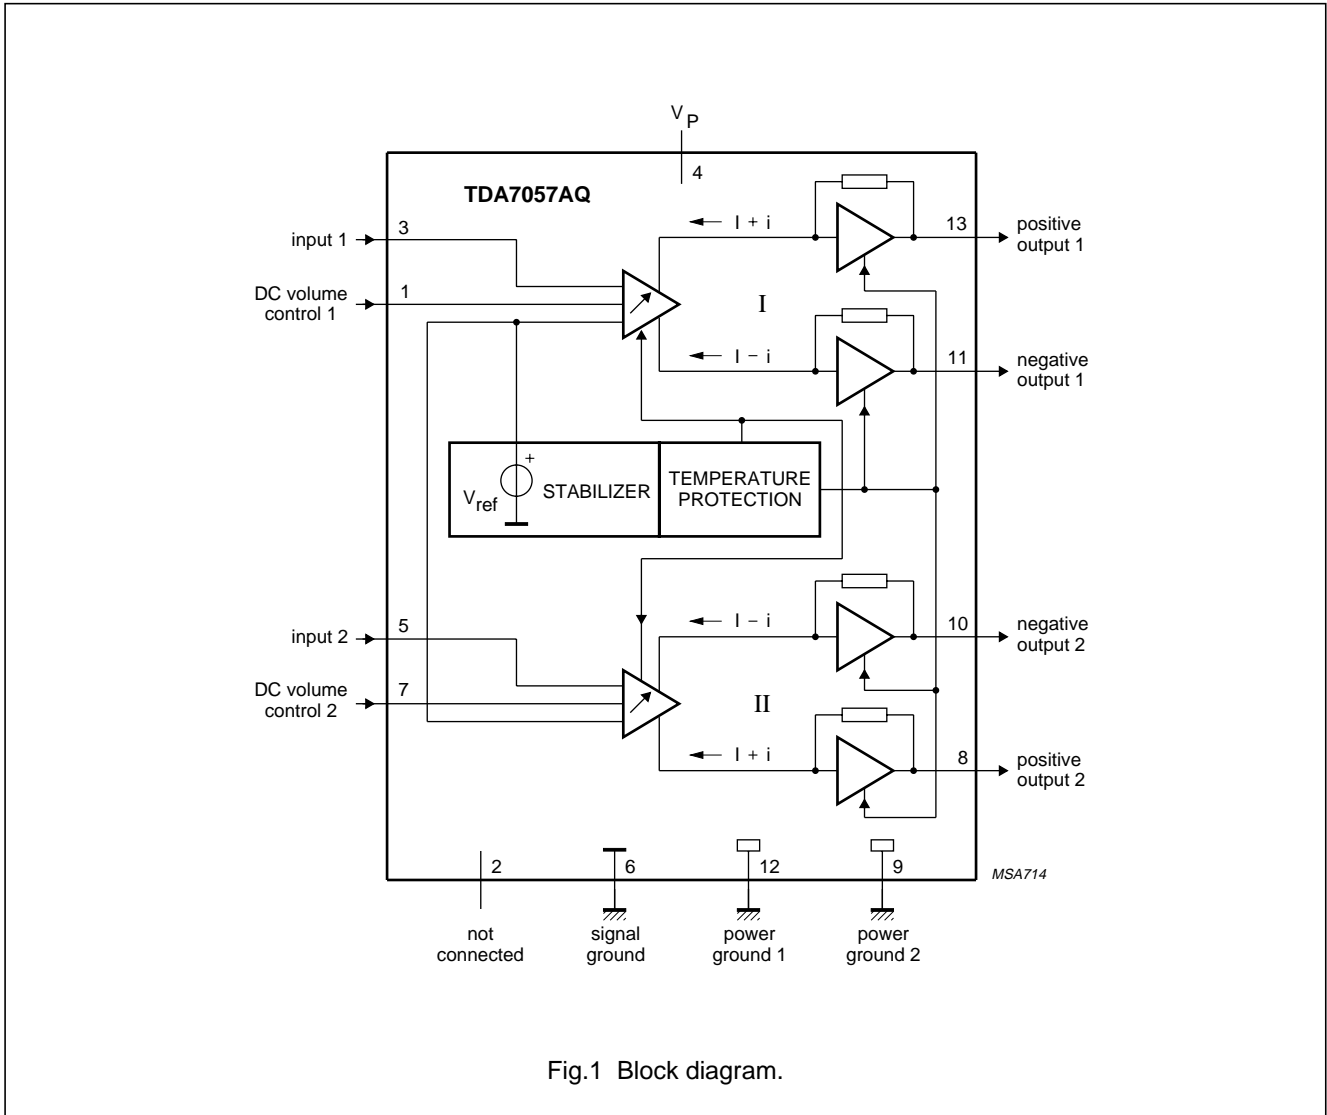 V P
4
TDA7057AQ
input 1
3
I + i
13
positive
output 1
DC volume
control 1
1
I
I − i
11
negative
output 1
+
V ref
STABILIZER
TEMPERATURE
PROTECTION
input 2
5
I − i
10
negative
output 2
DC volume
control 2
7
II
I + i
8
positive
output 2
2
6
12
9
MSA714
not
connected
signal
ground
power
ground 1
power
ground 2
Fig.1 Block diagram.